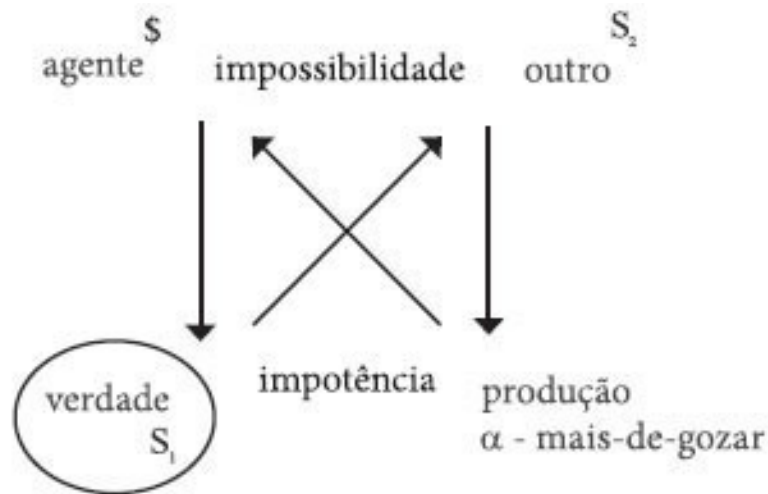 $ S₂
agente impossibilidade outro
verdade impotência produção
S₁ α - mais-de-gozar